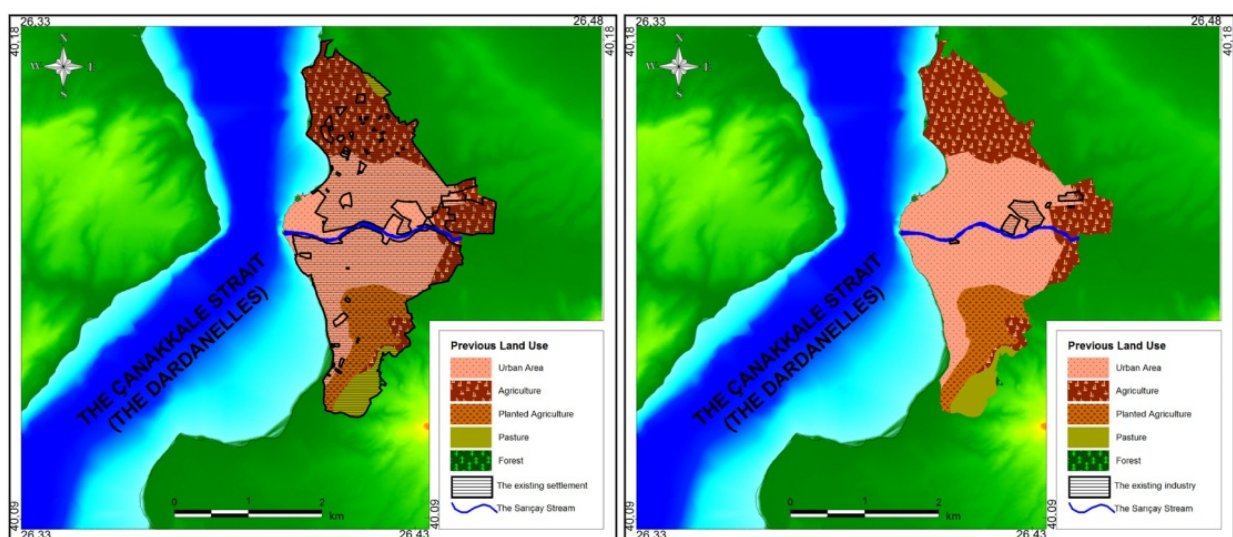 26,33
26,48
40,18
40,18
N
W
E
S
THE ÇANAKKALE STRAIT
(THE DARDANELLES)
Previous Land Use
Urban Area
Agriculture
Planted Agriculture
Pasture
Forest
The existing settlement
The Sarıçay Stream
0
1
2
km
40,09
26,33
26,43
40,09
26,33
26,48
40,18
40,18
N
W
E
S
THE ÇANAKKALE STRAIT
(THE DARDANELLES)
Previous Land Use
Urban Area
Agriculture
Planted Agriculture
Pasture
Forest
The existing industry
The Sarıçay Stream
0
1
2
km
40,09
26,33
26,43